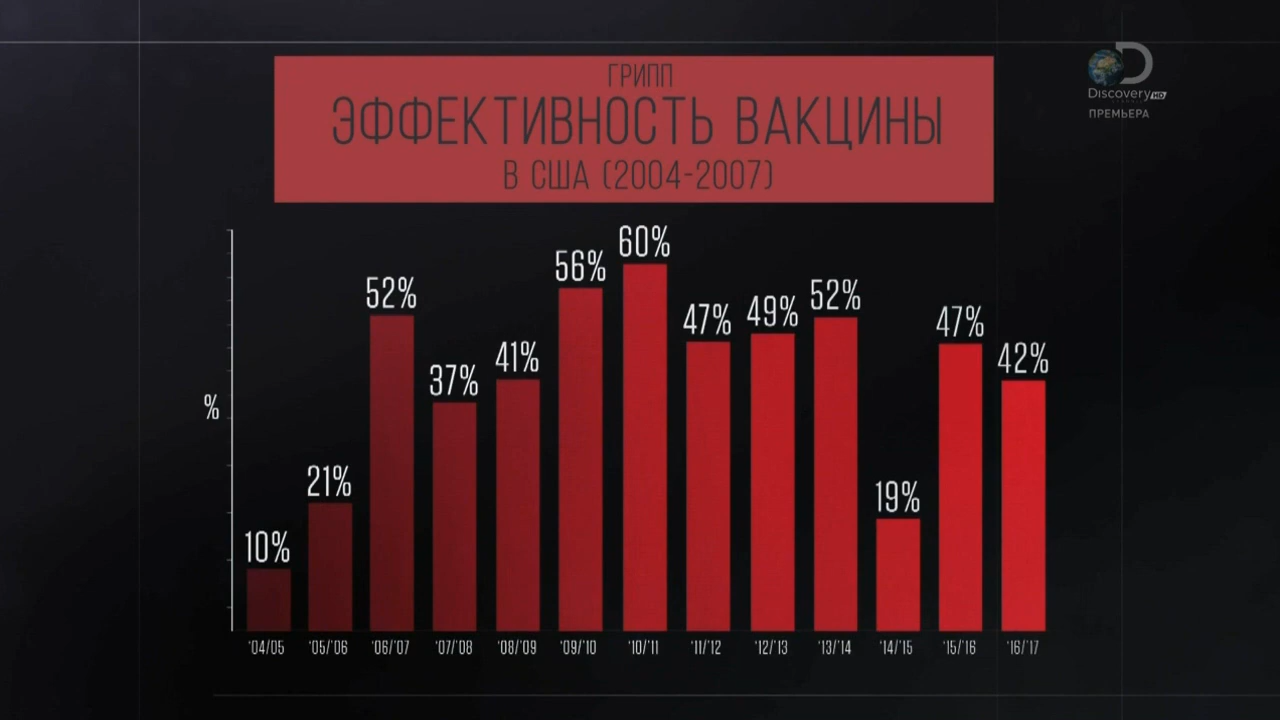 ГРИПП
ЭФФЕКТИВНОСТЬ ВАКЦИНЫ
В США (2004-2007)
Discovery HD
ПРЕМЬЕРА
60%
56%
52%
52%
49%
47%
47%
42%
41%
37%
%
21%
19%
10%
'04/05 '05/'06 '06/'07 '07/'08 '08/'09 '09/'10 '10/'11 '11/'12 '12/'13 '13/'14 '14/'15 '15/'16 '16/'17